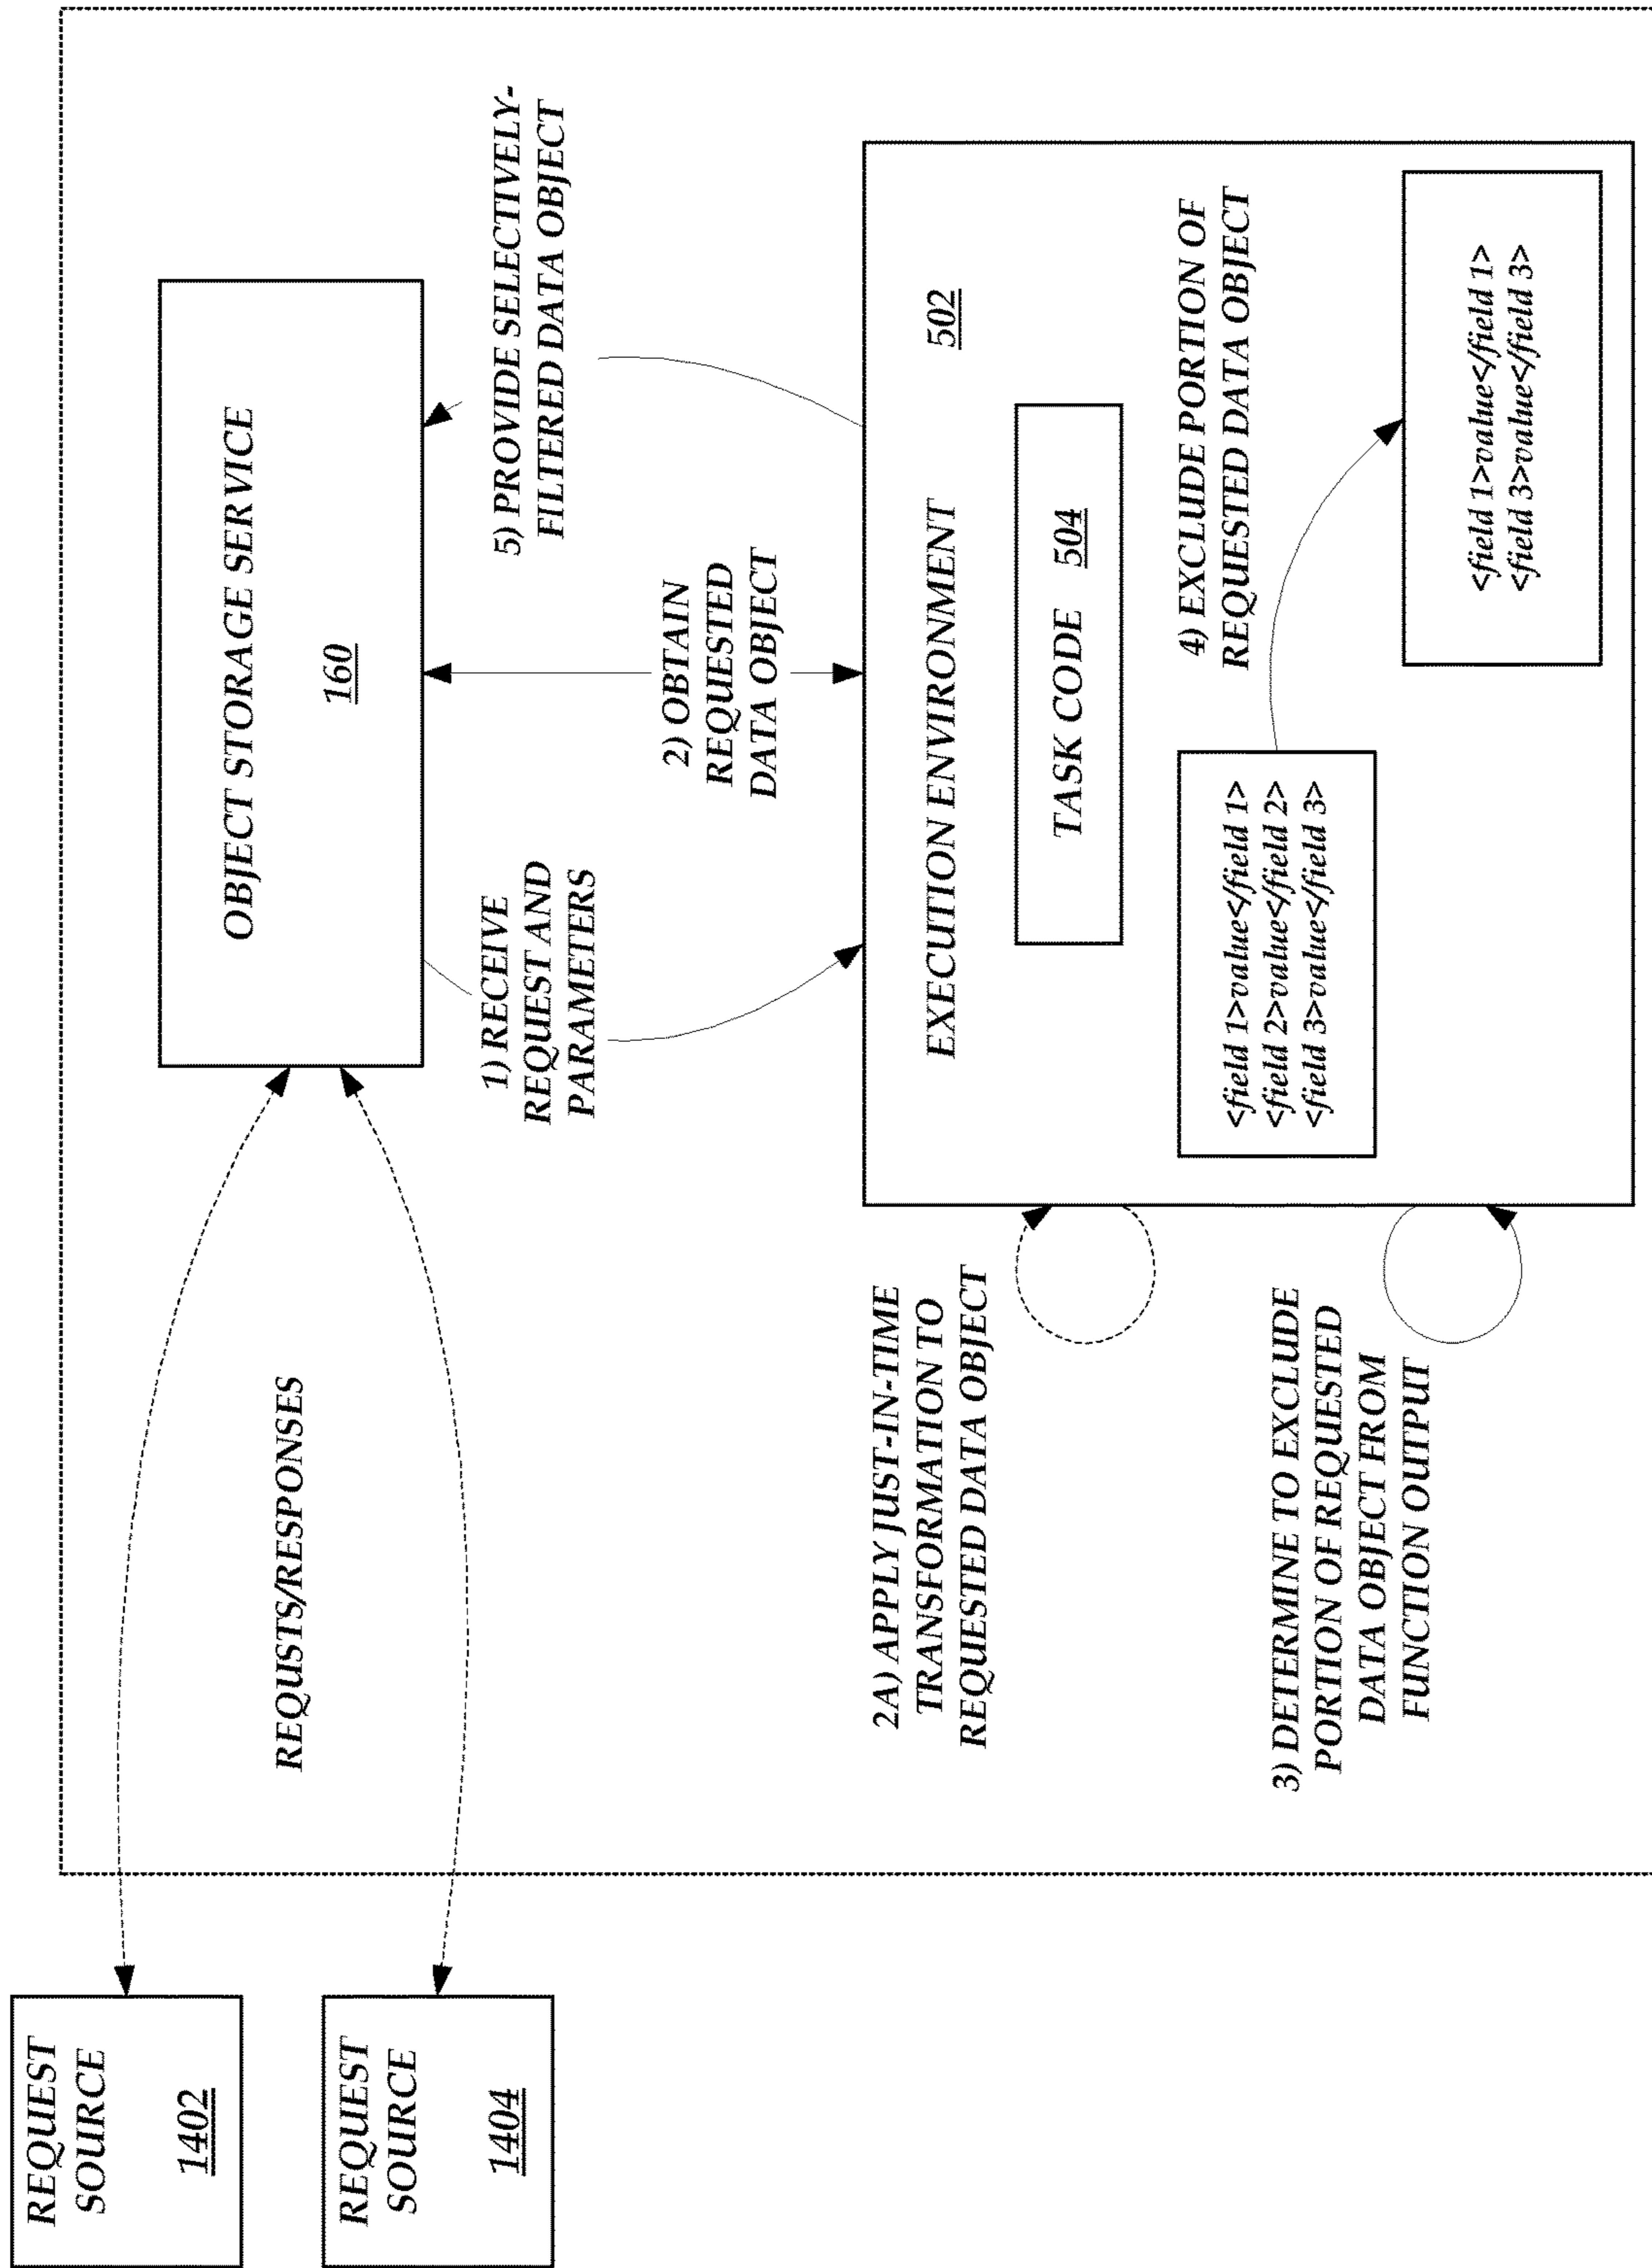 REQUEST
SOURCE
1402
REQUEST
SOURCE
1404
REQUSTS/RESPONSES
OBJECT STORAGE SERVICE
160
1) RECEIVE
REQUEST AND
PARAMETERS
2) OBTAIN
REQUESTED
DATA OBJECT
5) PROVIDE SELECTIVELY-
FILTERED DATA OBJECT
2A) APPLY JUST-IN-TIME
TRANSFORMATION TO
REQUESTED DATA OBJECT
3) DETERMINE TO EXCLUDE
PORTION OF REQUESTED
DATA OBJECT FROM
FUNCTION OUTPUT
EXECUTION ENVIRONMENT
502
TASK CODE 504
4) EXCLUDE PORTION OF
REQUESTED DATA OBJECT
<field 1>value</field 1>
<field 2>value</field 2>
<field 3>value</field 3>
<field 1>value</field 1>
<field 3>value</field 3>